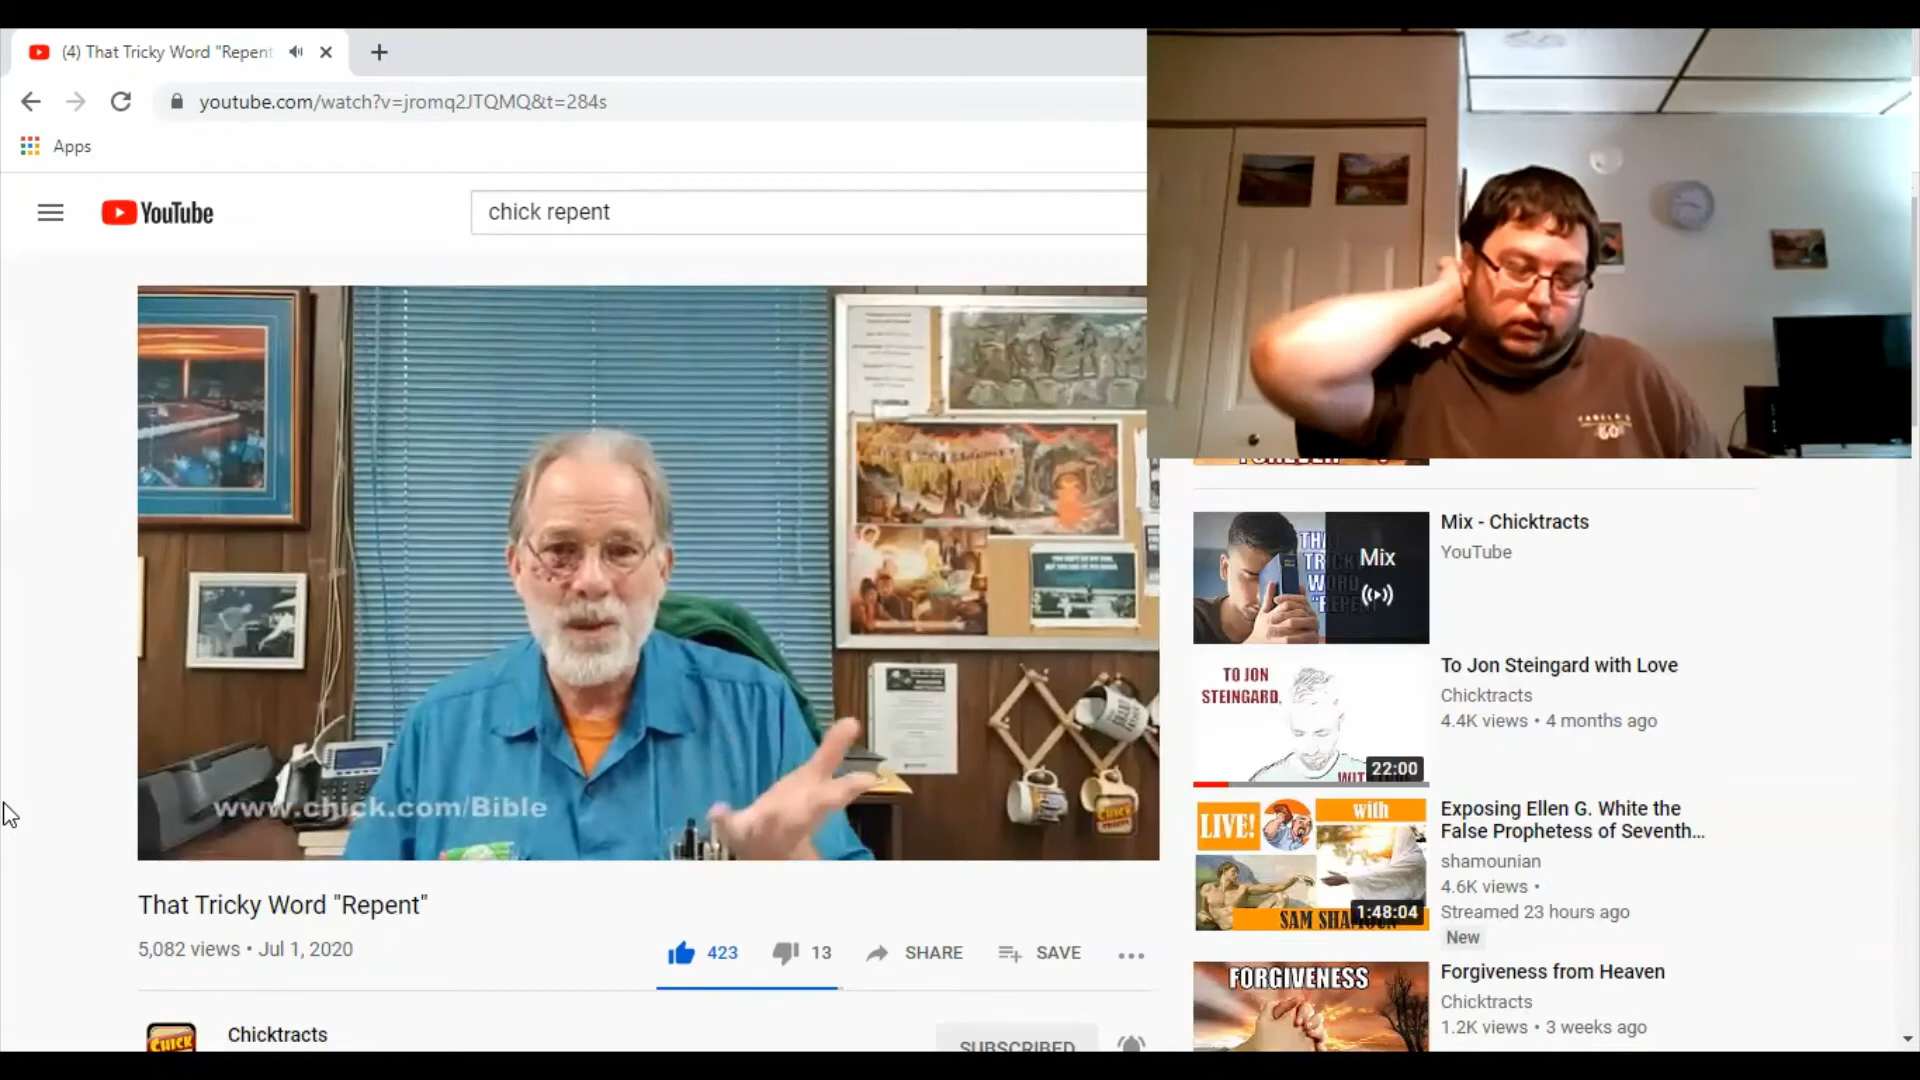 (4) That Tricky Word "Repent
youtube.com/watch?v=jromq2JTQMQ&t=284s
Apps
YouTube
chick repent
www.chick.com/Bible
CABELA'S
60
That Tricky Word "Repent"
5,082 views • Jul 1, 2020
423
13
SHARE
SAVE
CHICK
Chicktracts
SUBSCRIBED
Mix
Mix - Chicktracts
YouTube
TO JON
STEINGARD,
22:00
To Jon Steingard with Love
Chicktracts
4.4K views • 4 months ago
LIVE!
with
SAM
1:48:04
Exposing Ellen G. White the
False Prophetess of Seventh...
shamounian
4.6K views •
Streamed 23 hours ago
New
FORGIVENESS
Forgiveness from Heaven
Chicktracts
1.2K views • 3 weeks ago